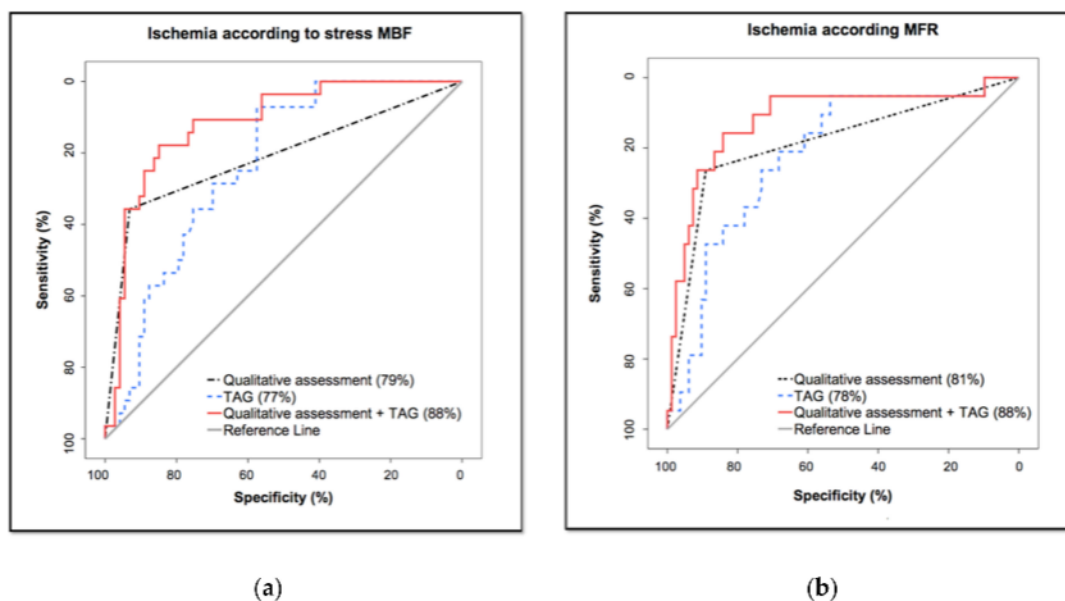 Ischemia according to stress MBF
Sensitivity (%)
0
20
40
60
80
100
Qualitative assessment (79%)
TAG (77%)
Qualitative assessment + TAG (88%)
Reference Line
100 80 60 40 20 0
Specificity (%)
(a)
Ischemia according MFR
Sensitivity (%)
0
20
40
60
80
100
Qualitative assessment (81%)
TAG (78%)
Qualitative assessment + TAG (88%)
Reference Line
100 80 60 40 20 0
Specificity (%)
(b)